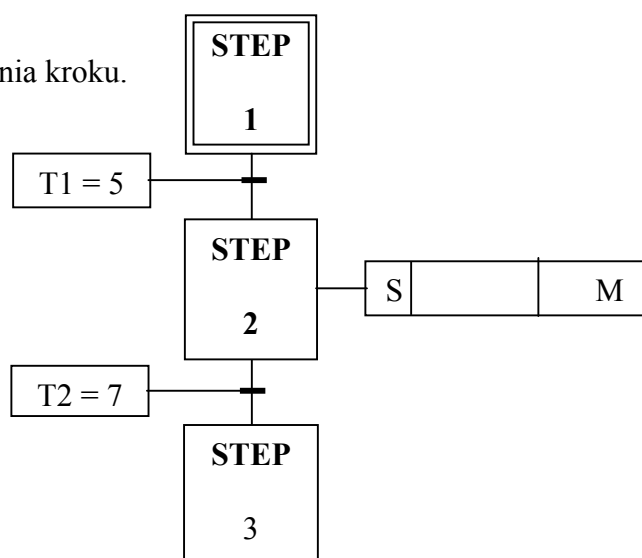 STEP
nia kroku.
1
T1 = 5
STEP
S M
2
T2 = 7
STEP
3